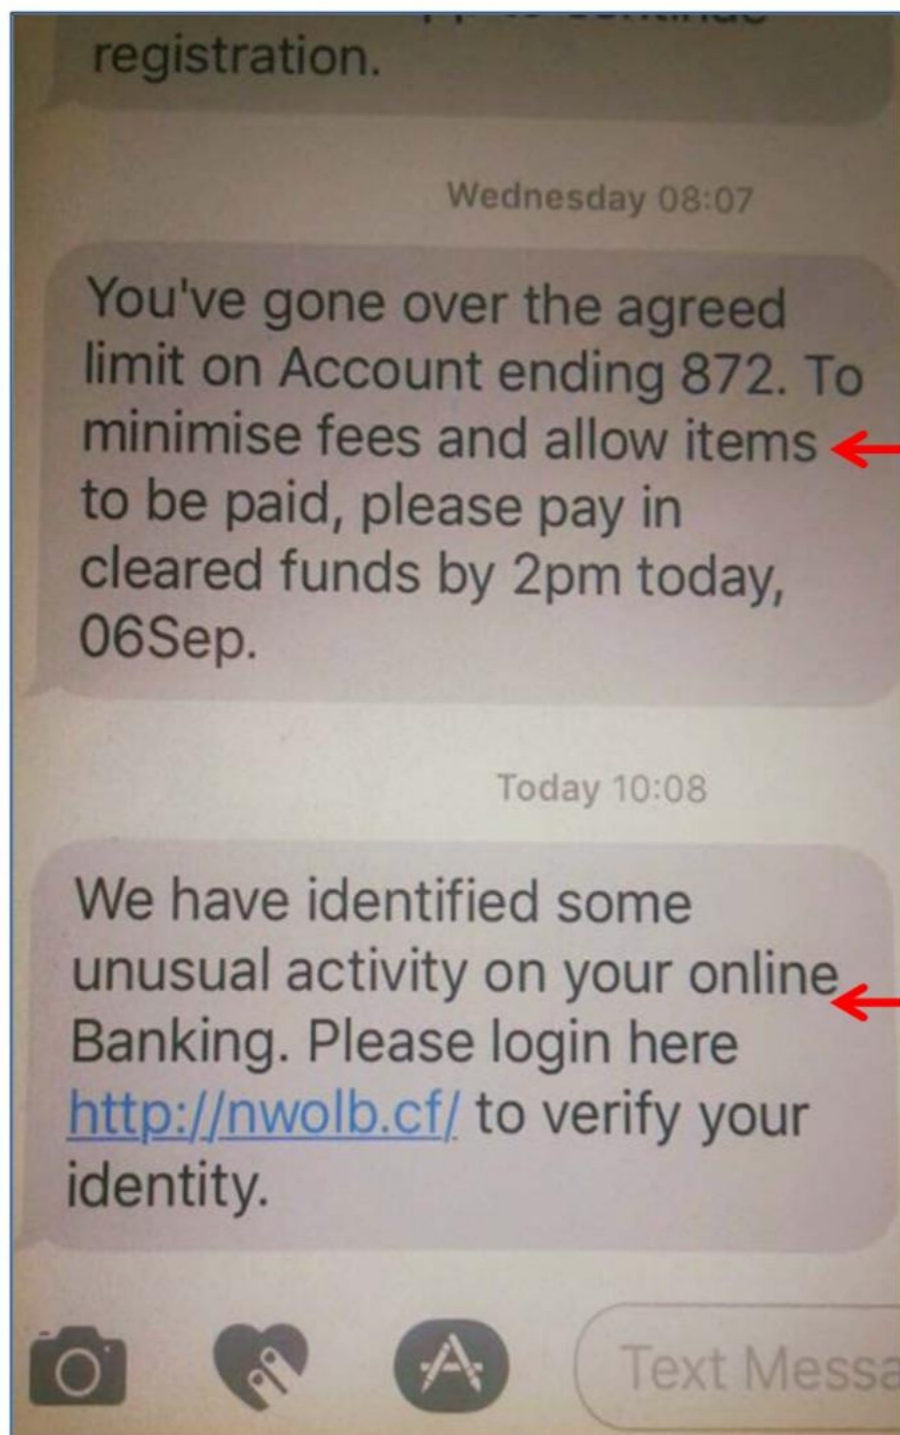 registration.
Wednesday 08:07
You've gone over the agreed
limit on Account ending 872. To
minimise fees and allow items
to be paid, please pay in
cleared funds by 2pm today,
06Sep.
Today 10:08
We have identified some
unusual activity on your online
Banking. Please login here
http://nwolb.cf/ to verify your
identity.
Text Messa